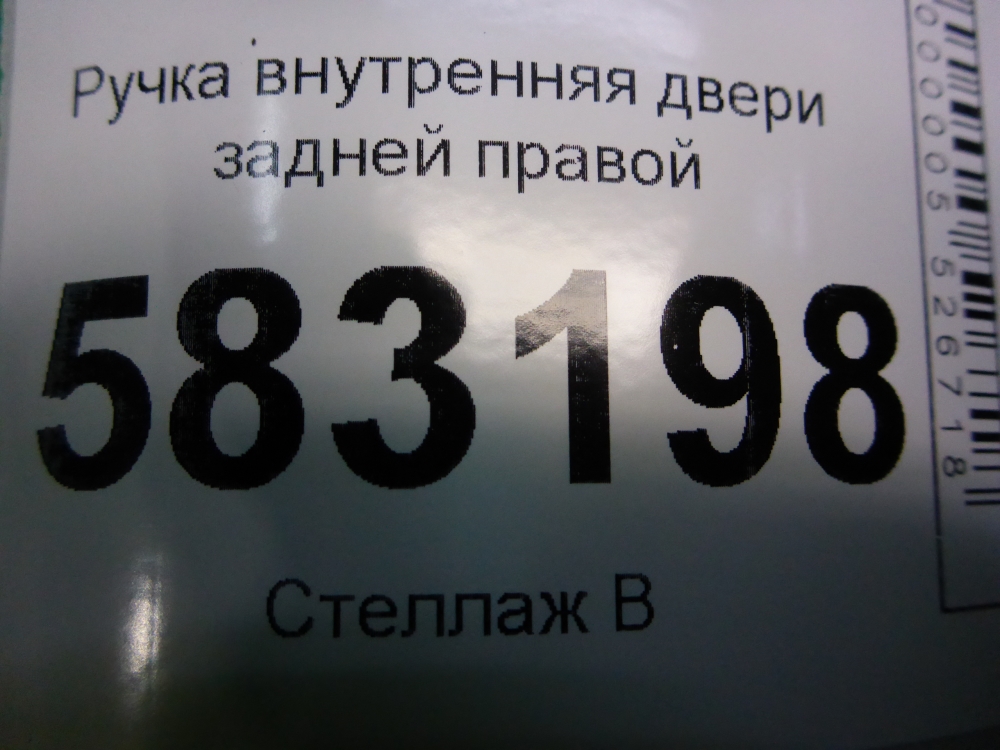 Ручка внутренняя двери
задней правой
583198
Стеллаж В